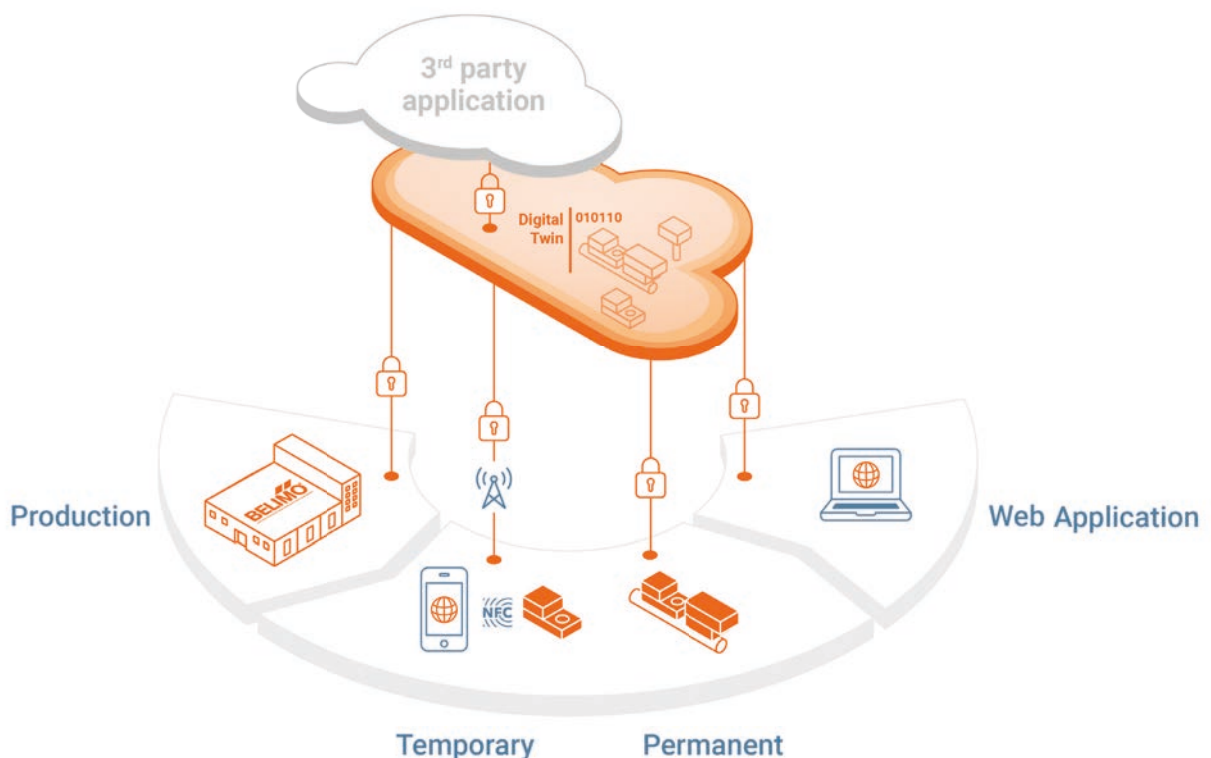 3rd party
application
Digital
Twin
010110
BELIMO
Production
Web Application
NFC
Temporary
Permanent